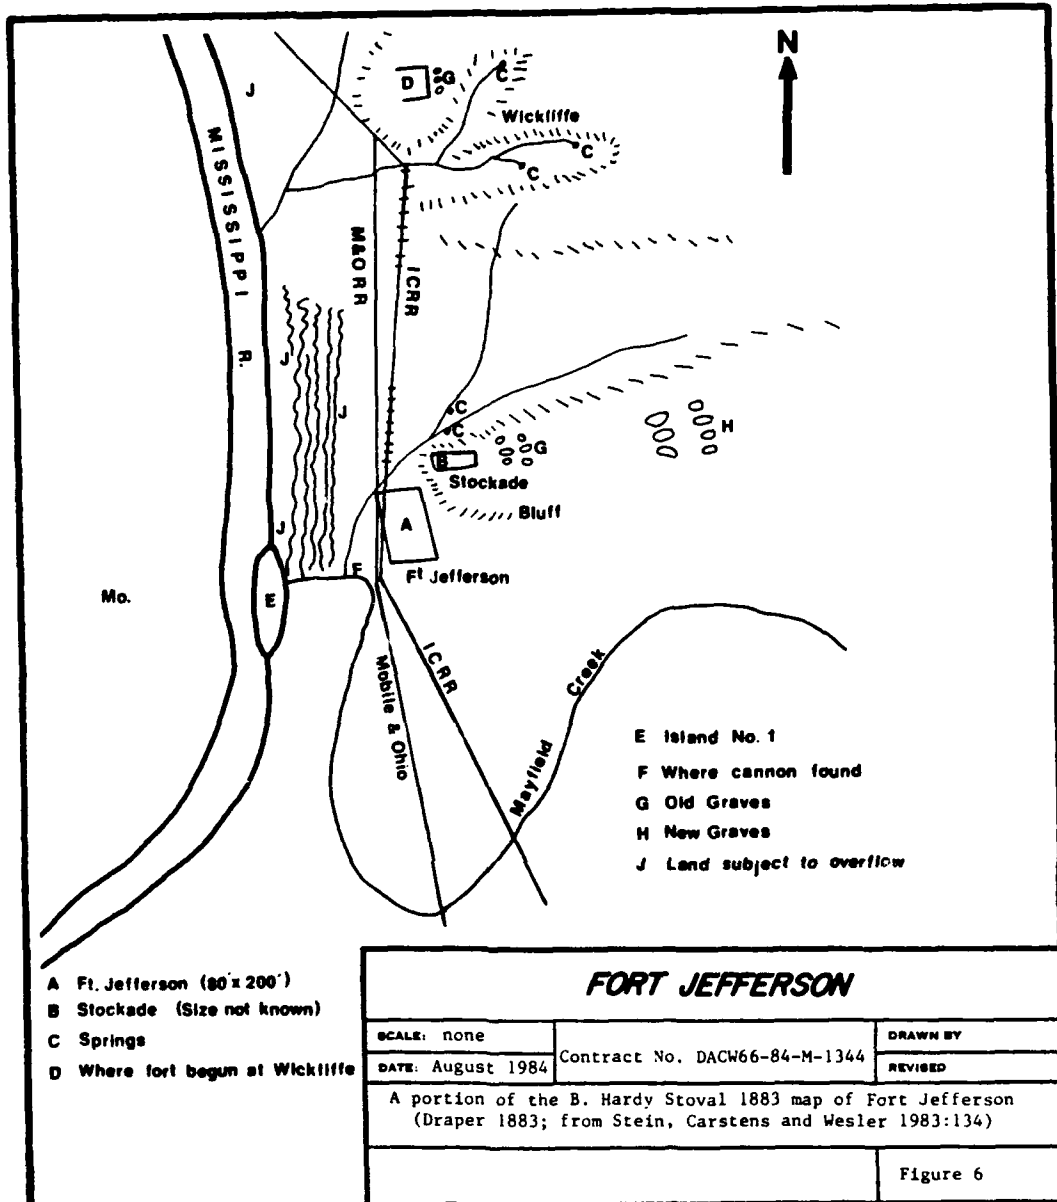 N
J
D
G
C
Wickliffe
C
C
MISSISSIPPI R.
M&ORR
ICRR
J
J
C
C
G
H
B
Stockade
Bluff
A
J
F
Ft Jefferson
E
Mo.
ICRR
Mobile & Ohio
Mayfield Creek
E Island No. 1
F Where cannon found
G Old Graves
H New Graves
J Land subject to overflow
A Ft. Jefferson (80' x 200')
B Stockade (Size not known)
C Springs
D Where fort begun at Wickliffe
FORT JEFFERSON
SCALE: none
DATE: August 1984
Contract No. DACW66-84-M-1344
DRAWN BY
REVISED
A portion of the B. Hardy Stoval 1883 map of Fort Jefferson
(Draper 1883; from Stein, Carstens and Wesler 1983:134)
Figure 6